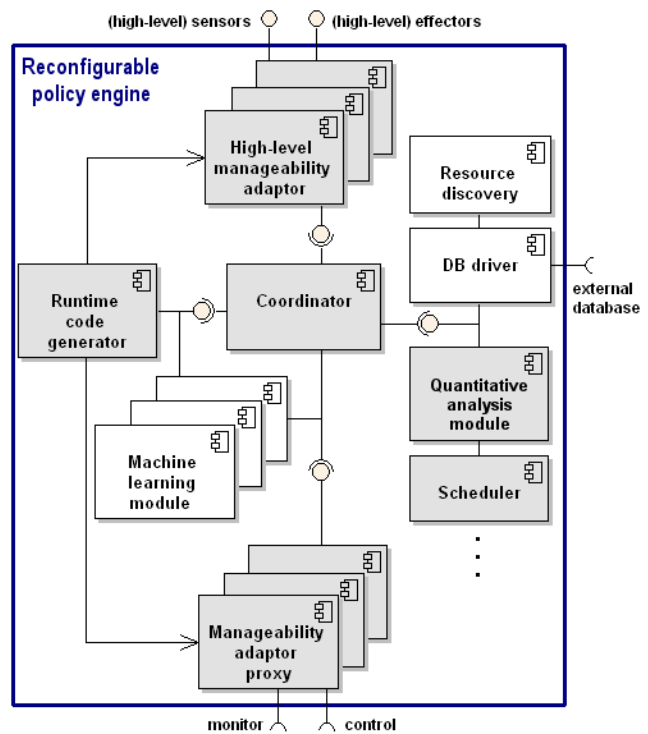 (high-level) sensors
(high-level) effectors
Reconfigurable
policy engine
High-level
manageability
adaptor
Resource
discovery
DB driver
external
database
Runtime
code
generator
Coordinator
Quantitative
analysis
module
Machine
learning
module
Scheduler
Manageability
adaptor
proxy
monitor
control